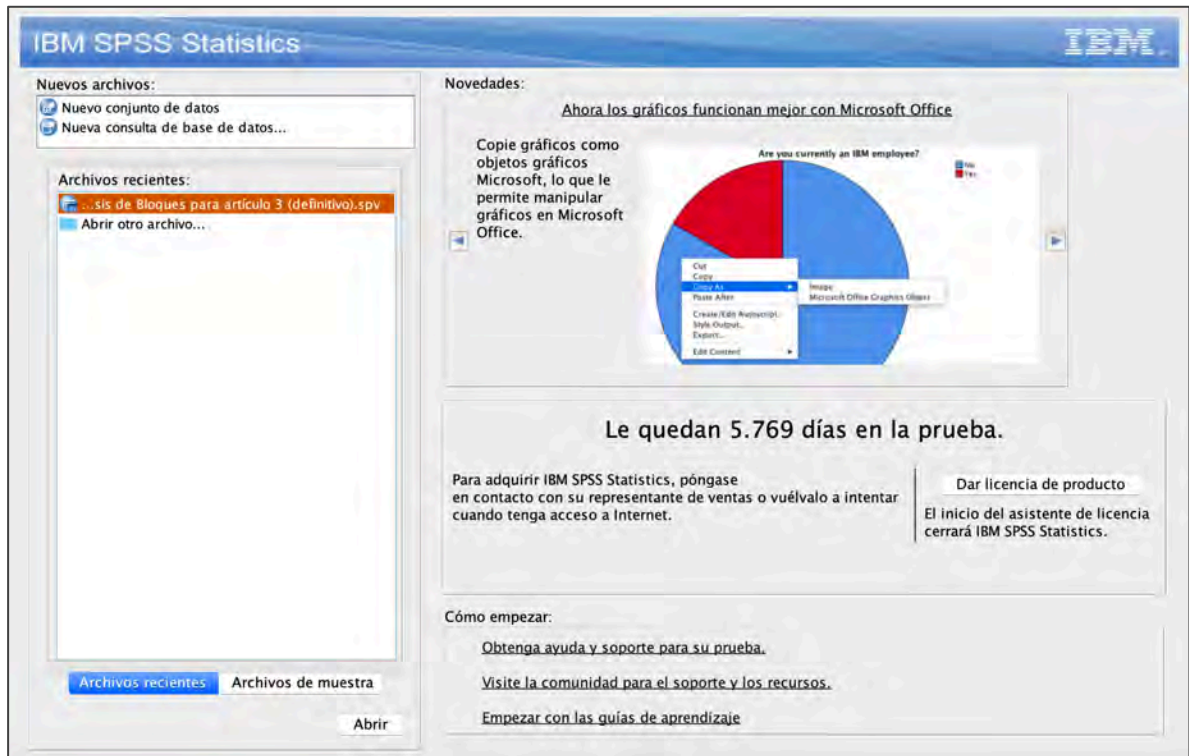 IBM SPSS Statistics
IBM
Nuevos archivos:
Nuevo conjunto de datos
Nueva consulta de base de datos...
Archivos recientes:
...sis de Bloques para artículo 3 (definitivo).spv
Abrir otro archivo...
Archivos recientes
Archivos de muestra
Abrir
Novedades:
Ahora los gráficos funcionan mejor con Microsoft Office
Copie gráficos como
objetos gráficos
Microsoft, lo que le
permite manipular
gráficos en Microsoft
Office.
Are you currently an IBM employee?
No
Yes
Cut
Copy
Copy As
Paste After
Create/Edit Autoscript...
Style Output...
Export...
Edit Content
Image
Microsoft Office Graphics Object
Le quedan 5.769 días en la prueba.
Para adquirir IBM SPSS Statistics, póngase
en contacto con su representante de ventas o vuélvalo a intentar
cuando tenga acceso a Internet.
Dar licencia de producto
El inicio del asistente de licencia
cerrará IBM SPSS Statistics.
Cómo empezar:
Obtenga ayuda y soporte para su prueba.
Visite la comunidad para el soporte y los recursos.
Empezar con las guías de aprendizaje